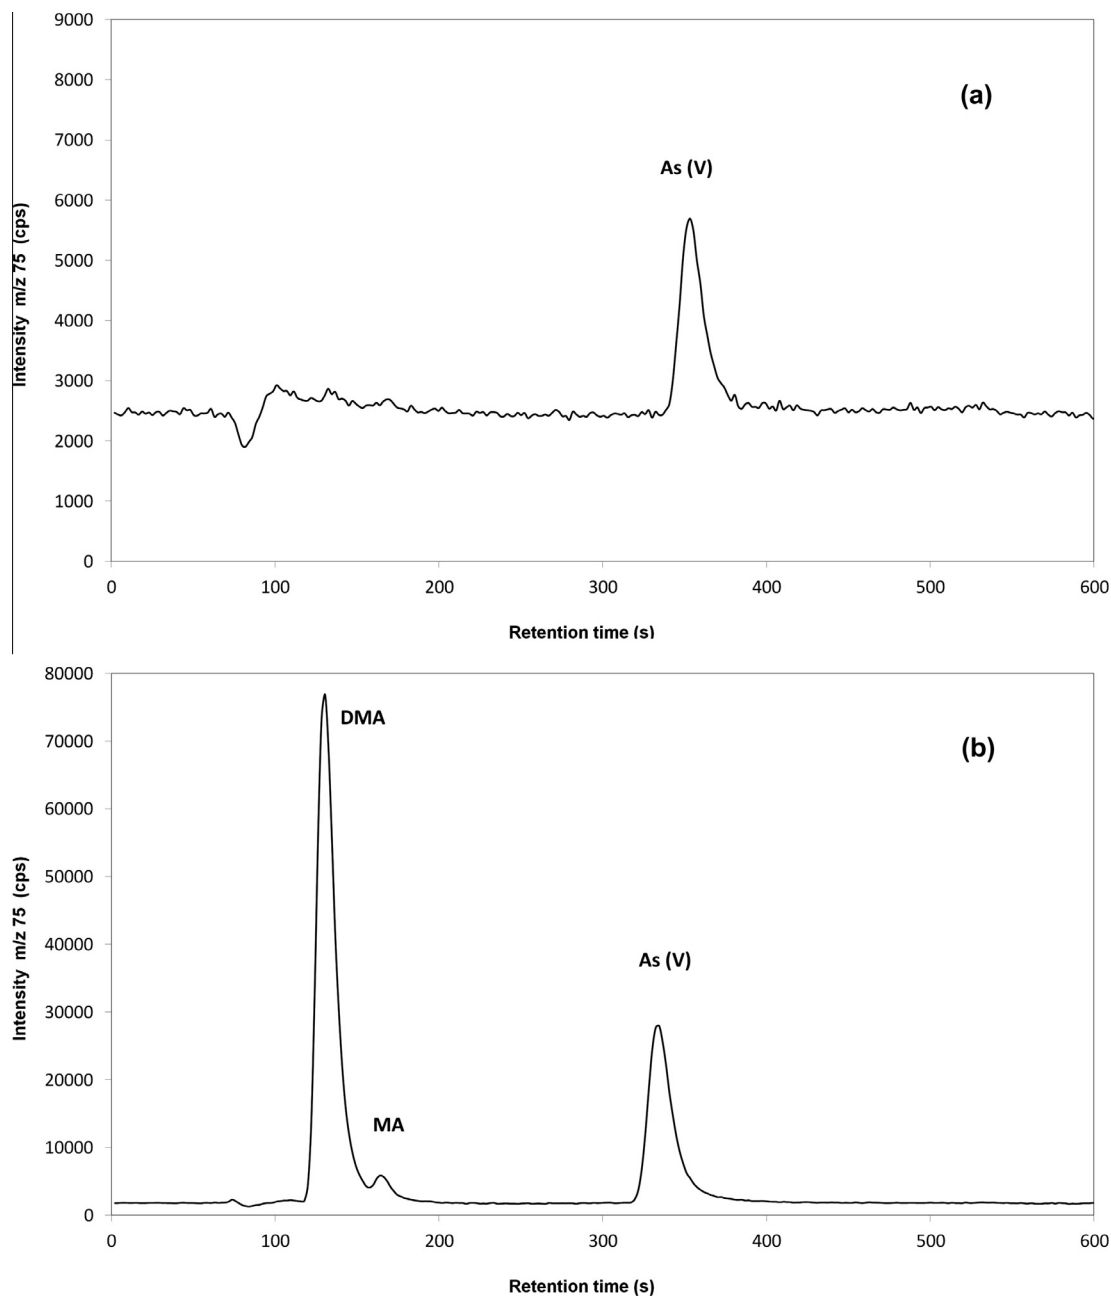 9000
8000
(a)
7000
As (V)
6000
5000
4000
3000
2000
1000
0
Intensity m/z 75 (cps)
0 100 200 300 400 500 600
Retention time (s)
80000
DMA
(b)
70000
60000
50000
40000
As (V)
30000
20000
MA
10000
0
Intensity m/z 75 (cps)
0 100 200 300 400 500 600
Retention time (s)